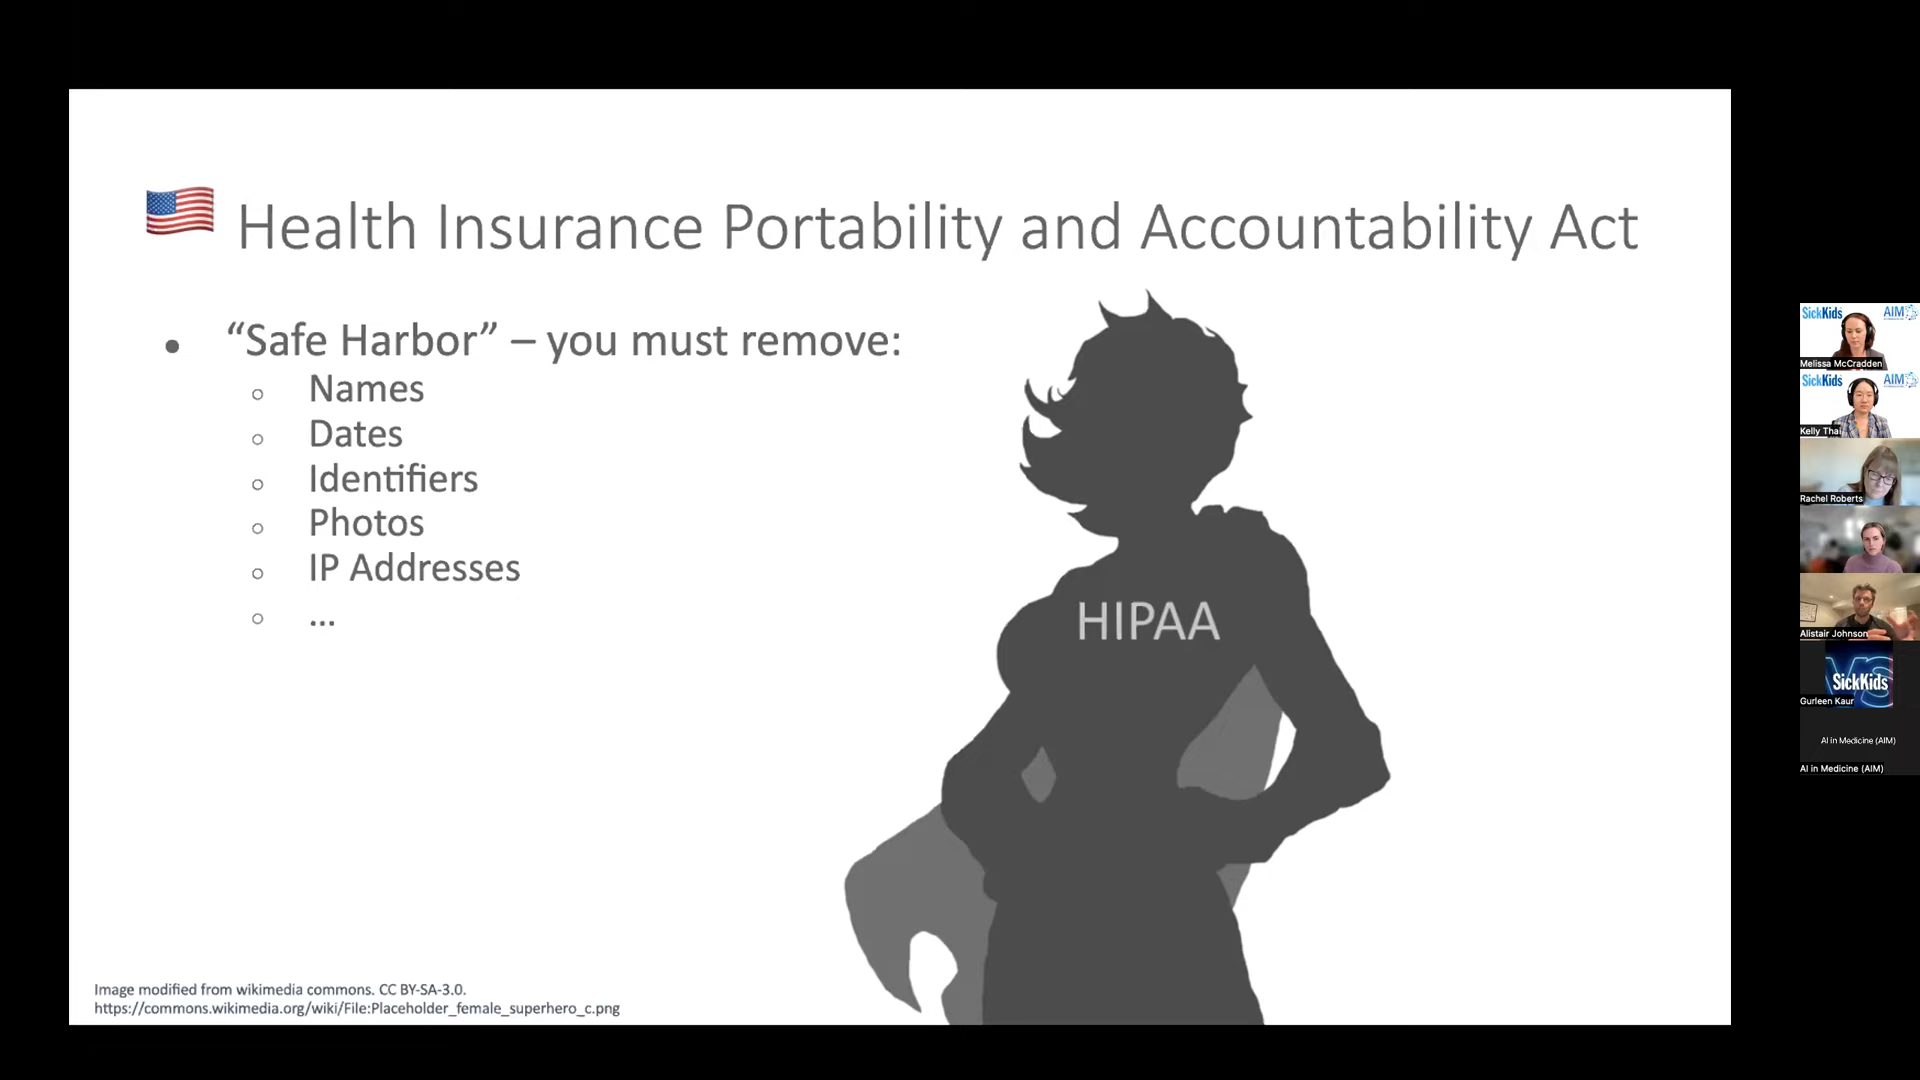 Health Insurance Portability and Accountability Act
“Safe Harbor” – you must remove:
Names
Dates
Identifiers
Photos
IP Addresses
...
HIPAA
Image modified from wikimedia commons. CC BY-SA-3.0.
https://commons.wikimedia.org/wiki/File:Placeholder_female_superhero_c.png
SickKids AIM
Melissa McCradden
SickKids AIM
Kelly Thai
Rachel Roberts
Alistair Johnson
VS
SickKids
Gurleen Kaur
AI in Medicine (AIM)
AI in Medicine (AIM)